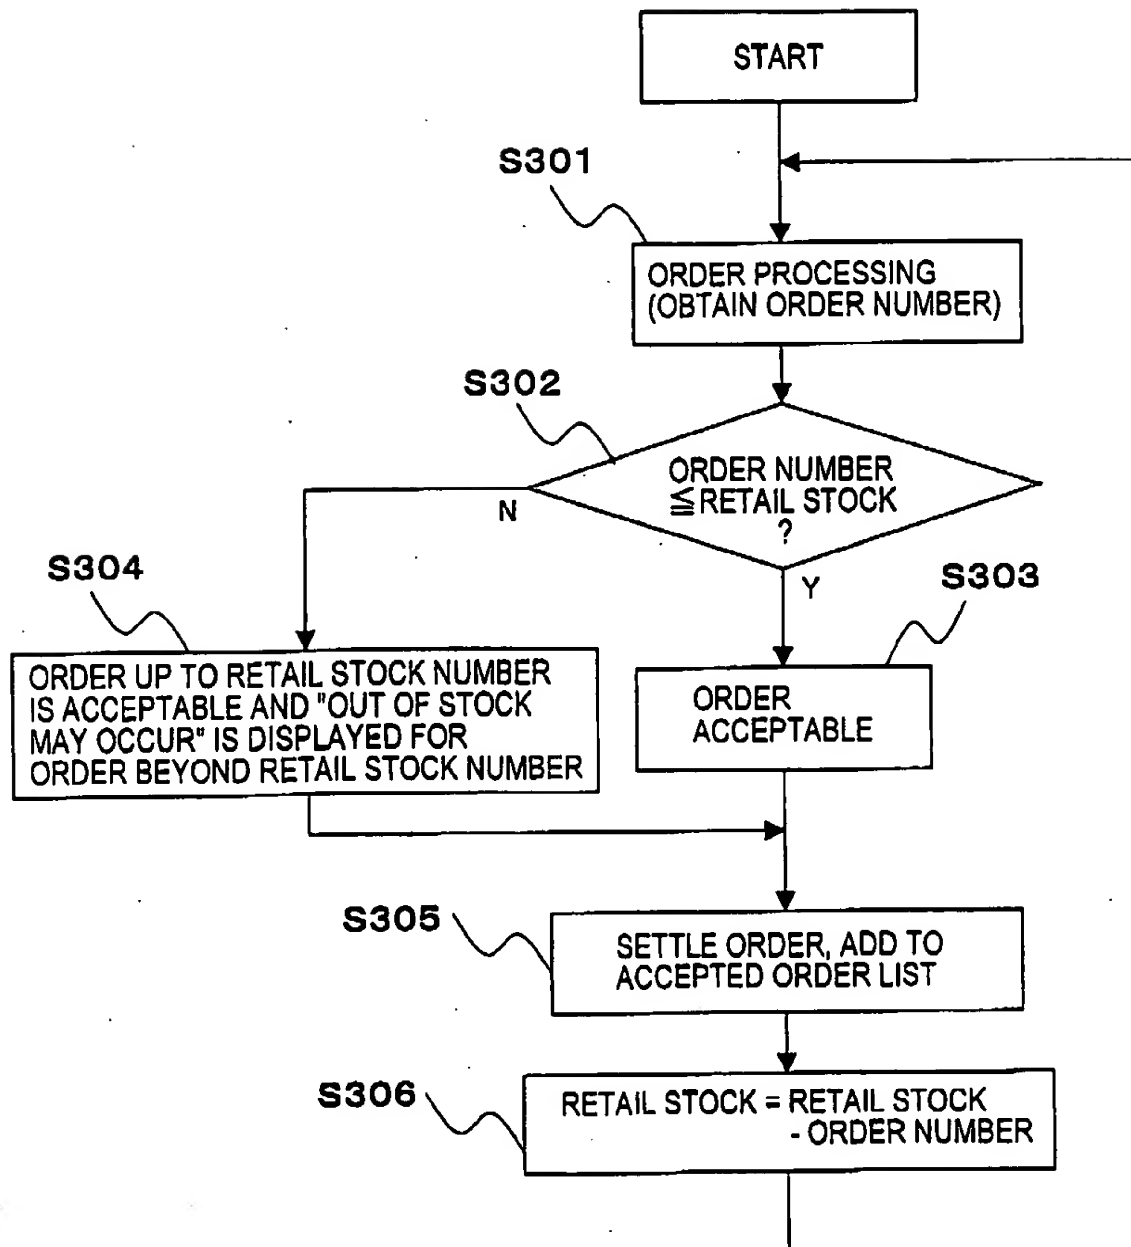 START
S301
ORDER PROCESSING
(OBTAIN ORDER NUMBER)
S302
ORDER NUMBER
≦RETAIL STOCK
?
N
Y
S304
S303
ORDER UP TO RETAIL STOCK NUMBER
IS ACCEPTABLE AND "OUT OF STOCK
MAY OCCUR" IS DISPLAYED FOR
ORDER BEYOND RETAIL STOCK NUMBER
ORDER
ACCEPTABLE
S305
SETTLE ORDER, ADD TO
ACCEPTED ORDER LIST
S306
RETAIL STOCK = RETAIL STOCK
- ORDER NUMBER